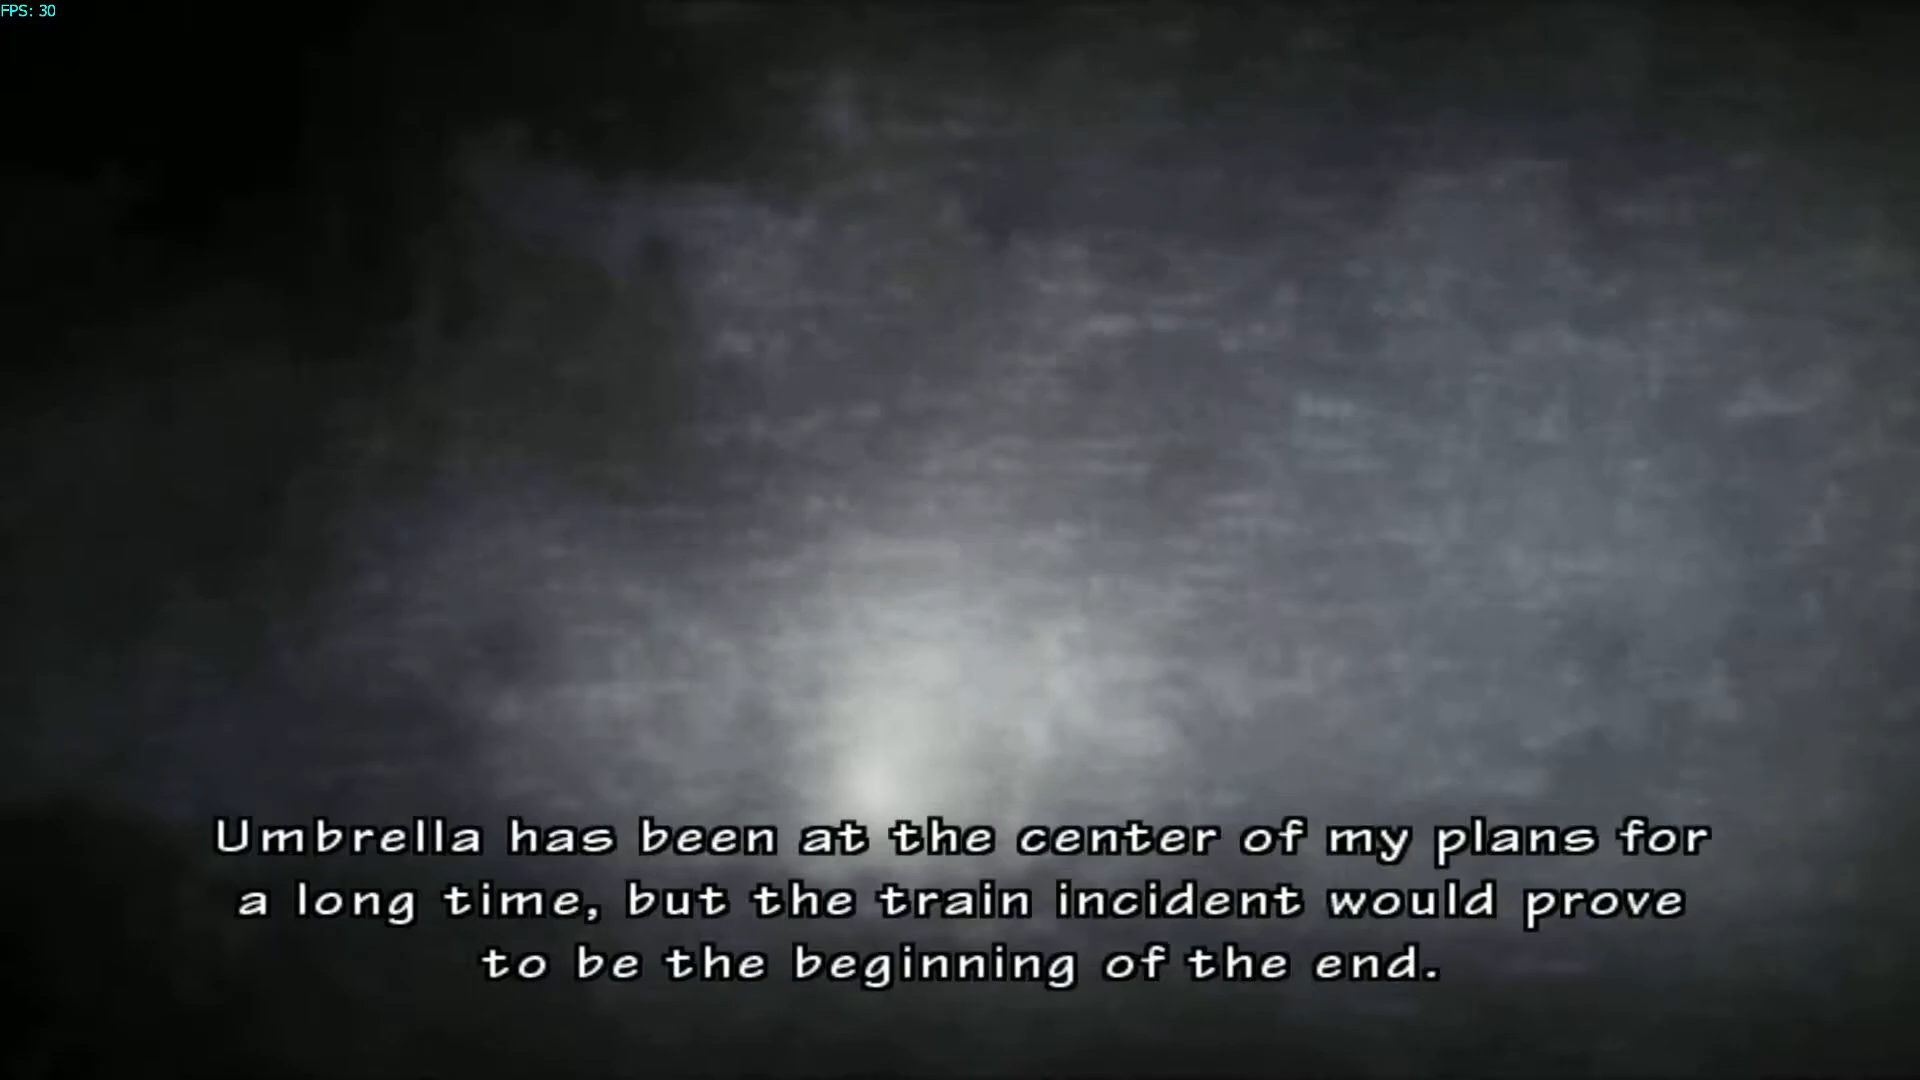 FPS: 30
Umbrella has been at the center of my plans for
a long time, but the train incident would prove
to be the beginning of the end.